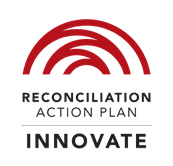 RECONCILIATION
ACTION PLAN
INNOVATE